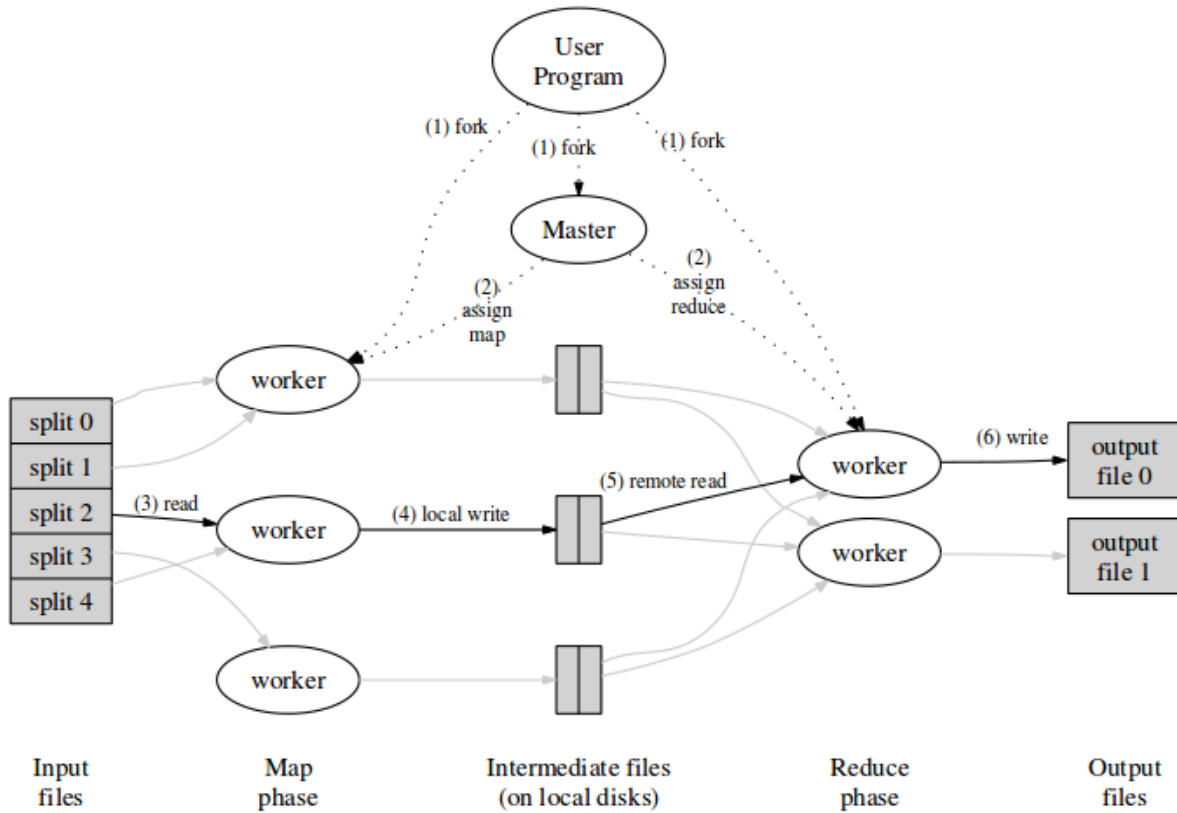 User
Program
(1) fork
(1) fork
(1) fork
Master
(2)
assign
map
(2)
assign
reduce
worker
split 0
split 1
split 2
split 3
split 4
(3) read
worker
(4) local write
(5) remote read
worker
(6) write
output
file 0
worker
output
file 1
worker
Input
files
Map
phase
Intermediate files
(on local disks)
Reduce
phase
Output
files